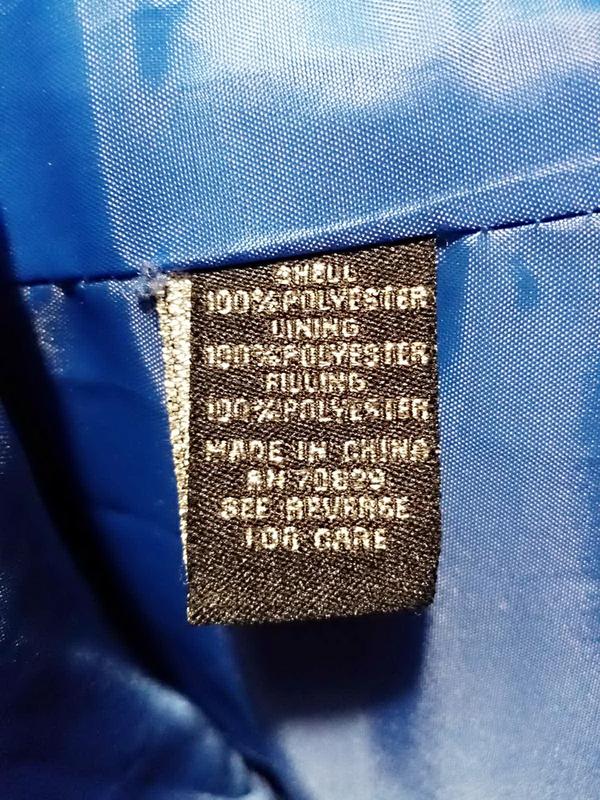 SHELL
100% POLYESTER
LINING
100% POLYESTER
FILLING
100% POLYESTER
MADE IN CHINA
RN 70829
SEE REVERSE
FOR CARE